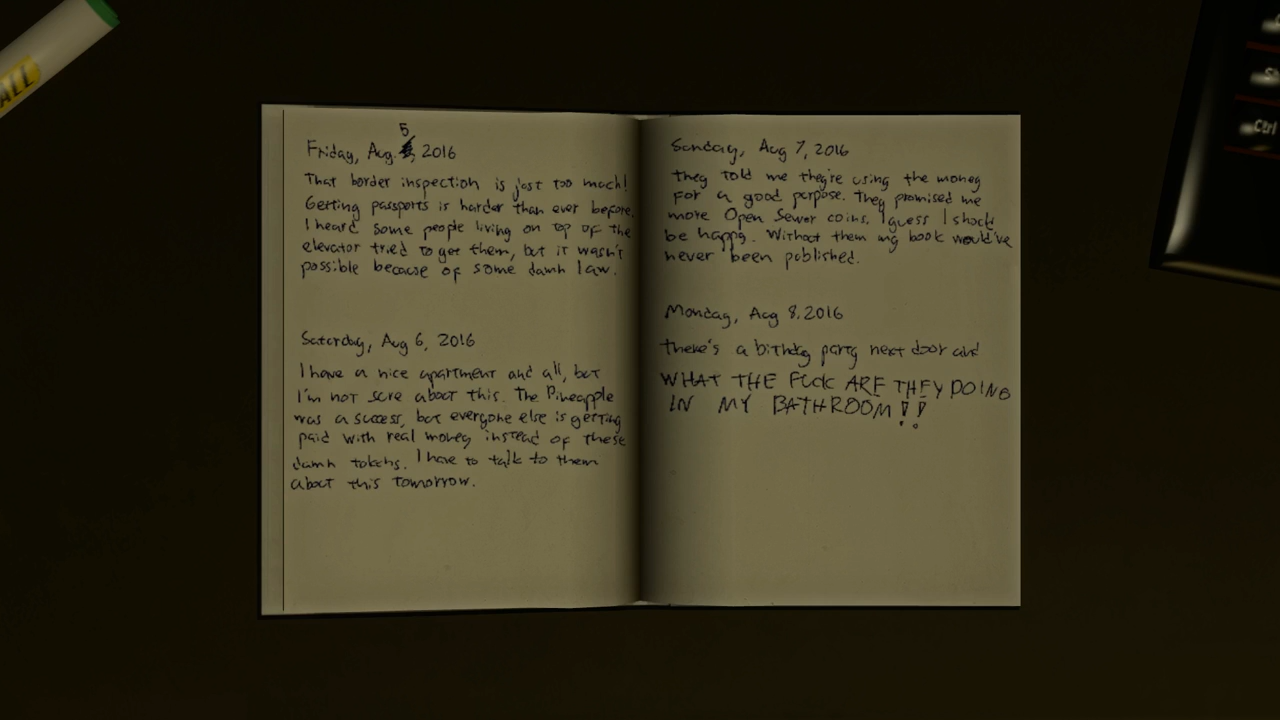 ALL
5
Friday, Aug. , 2016
That border inspection is just too much!
Getting passports is harder than ever before.
I heard some people living on top of the
elevator tried to get them, but it wasn't
possible because of some damn law.
Saturday, Aug 6, 2016
I have a nice apartment and all, but
I'm not sure about this. The Pineapple
was a success, but everyone else is getting
paid with real money instead of these
damn tokens. I have to talk to them
about this tomorrow.
Sunday, Aug 7, 2016
They told me they're using the money
for a good purpose. They promised me
more Open Sewer coins. I guess I should
be happy. Without them my book would've
never been published.
Monday, Aug 8, 2016
There's a bithday party next door and
WHAT THE FUCK ARE THEY DOING
IN MY BATHROOM!!
Ctrl